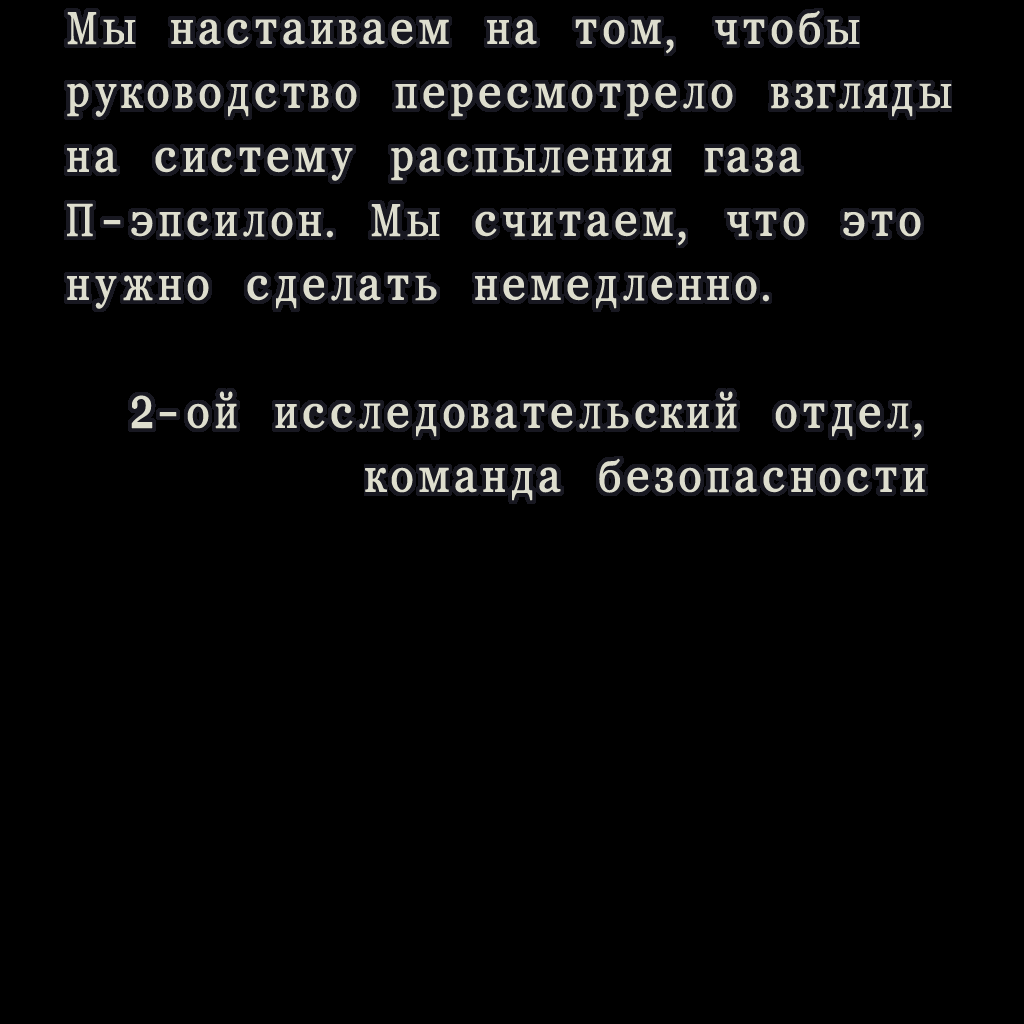 Мы настаиваем на том, чтобы
руководство пересмотрело взгляды
на систему распыления газа
П-эпсилон. Мы считаем, что это
нужно сделать немедленно.
2-ой исследовательский отдел,
команда безопасности